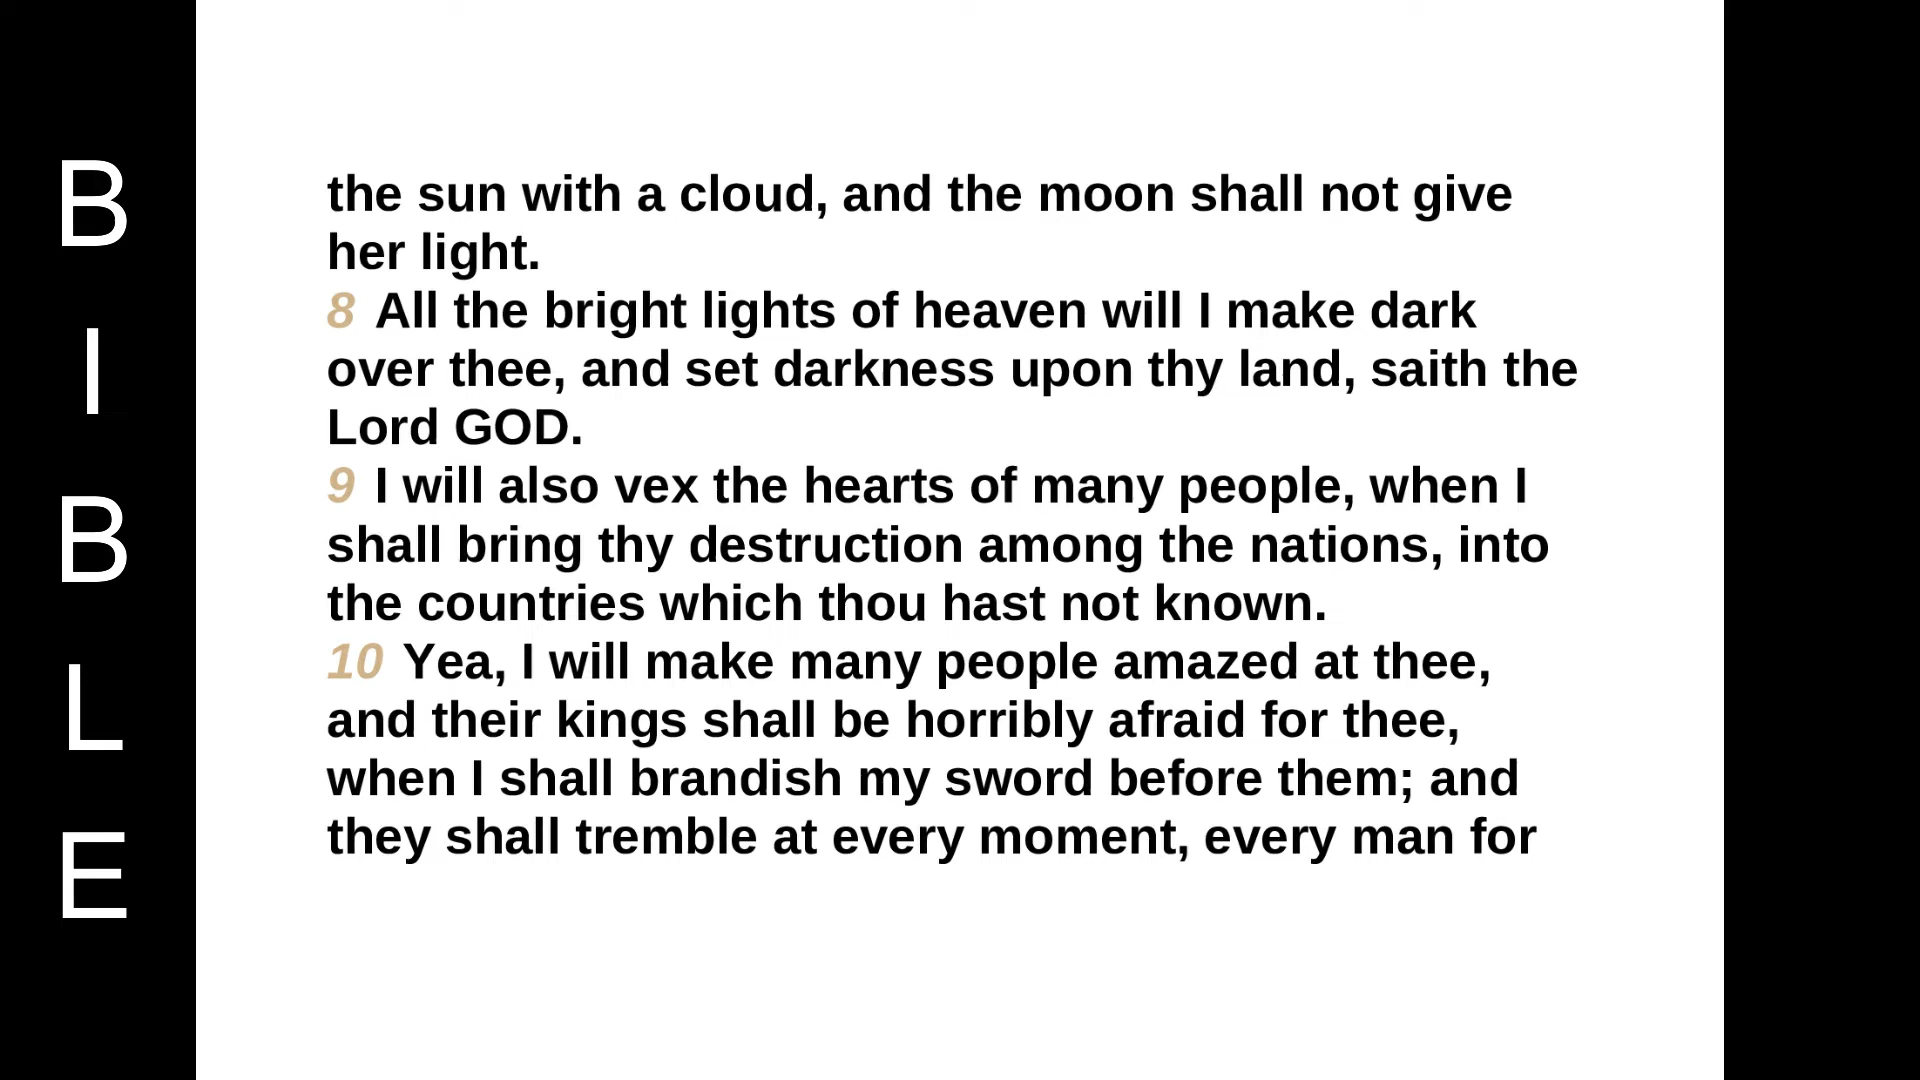 BIBLE
the sun with a cloud, and the moon shall not give
her light.
8 All the bright lights of heaven will I make dark
over thee, and set darkness upon thy land, saith the
Lord GOD.
9 I will also vex the hearts of many people, when I
shall bring thy destruction among the nations, into
the countries which thou hast not known.
10 Yea, I will make many people amazed at thee,
and their kings shall be horribly afraid for thee,
when I shall brandish my sword before them; and
they shall tremble at every moment, every man for